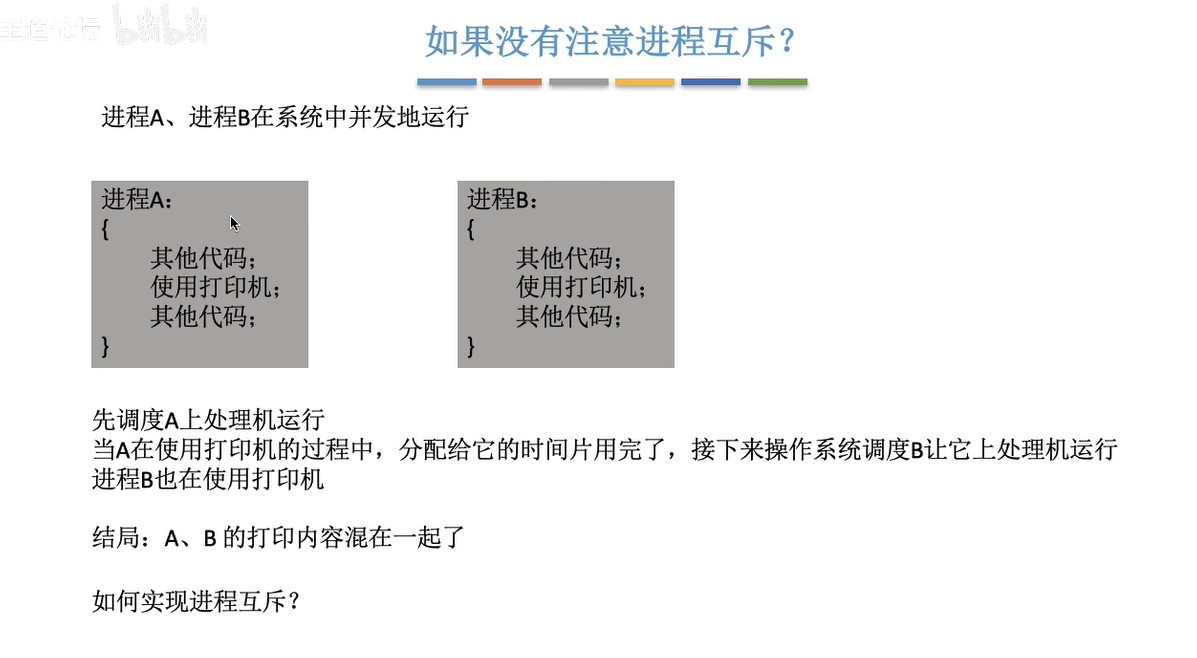 王道论坛 bilibili
如果没有注意进程互斥？
进程A、进程B在系统中并发地运行
进程A：
{
其他代码；
使用打印机；
其他代码；
}
进程B：
{
其他代码；
使用打印机；
其他代码；
}
先调度A上处理机运行
当A在使用打印机的过程中，分配给它的时间片用完了，接下来操作系统调度B让它上处理机运行
进程B也在使用打印机
结局：A、B 的打印内容混在一起了
如何实现进程互斥？